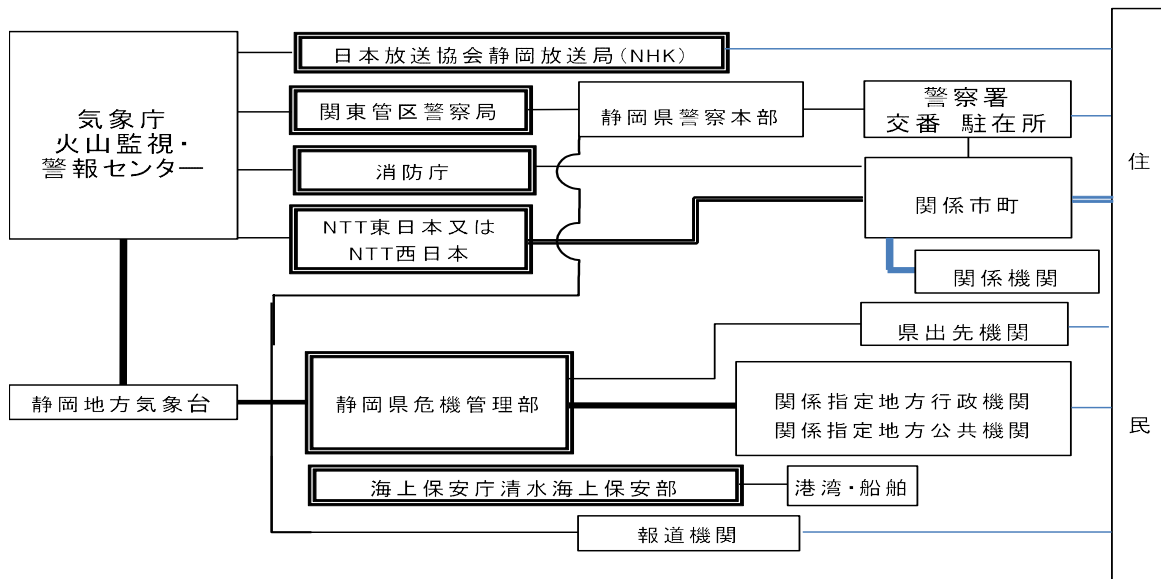 日本放送協会静岡放送局(NHK)
気象庁
火山監視・
警報センター
関東管区警察局
静岡県警察本部
警察署
交番 駐在所
消防庁
関係市町
NTT東日本又は
NTT西日本
関係機関
県出先機関
静岡地方気象台
静岡県危機管理部
関係指定地方行政機関
関係指定地方公共機関
海上保安庁清水海上保安部
港湾・船舶
報道機関
住
民